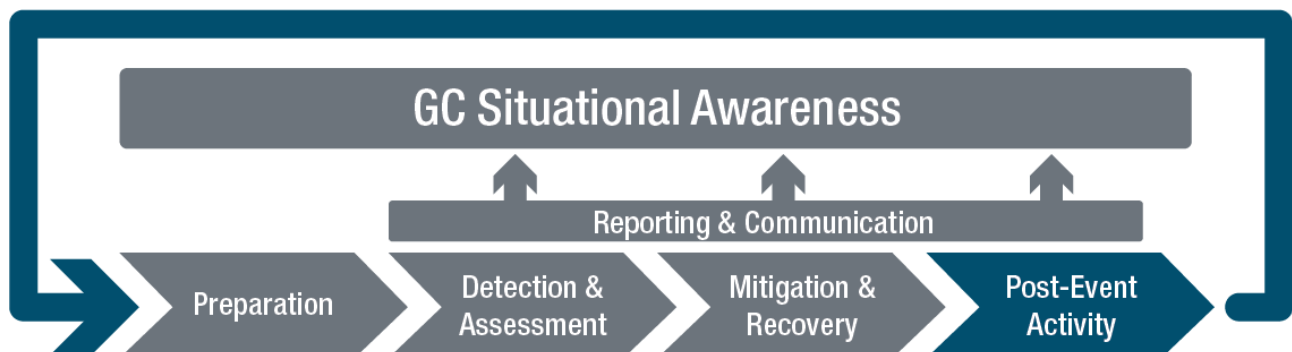 GC Situational Awareness
Reporting & Communication
Preparation
Detection &
Assessment
Mitigation &
Recovery
Post-Event
Activity